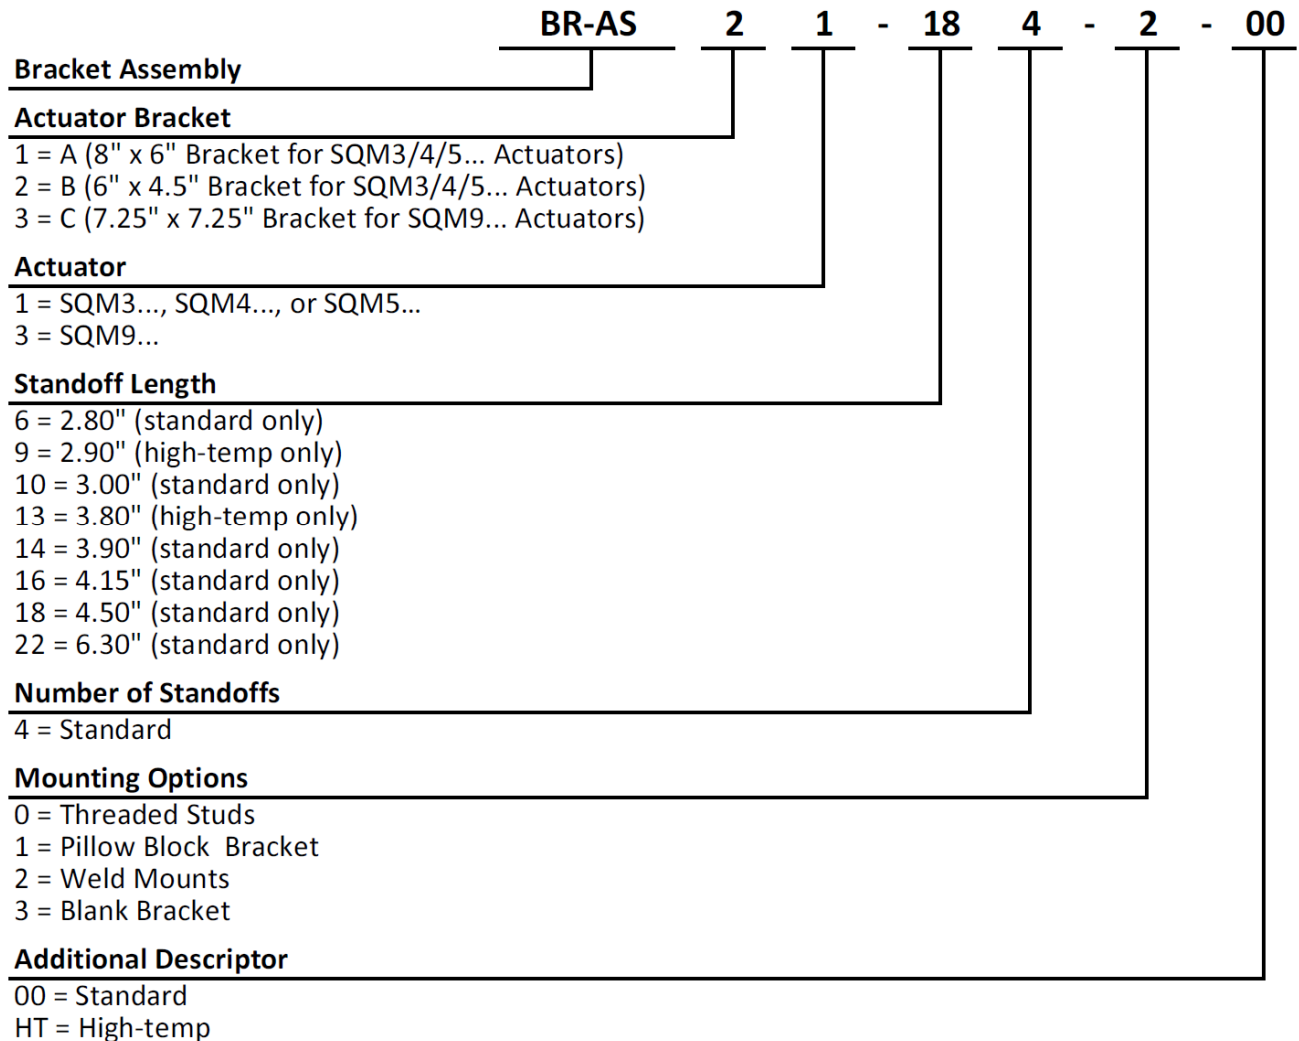 BR-AS 2 1 - 18 4 - 2 - 00
Bracket Assembly
Actuator Bracket
1 = A (8" x 6" Bracket for SQM3/4/5... Actuators)
2 = B (6" x 4.5" Bracket for SQM3/4/5... Actuators)
3 = C (7.25" x 7.25" Bracket for SQM9... Actuators)
Actuator
1 = SQM3..., SQM4..., or SQM5...
3 = SQM9...
Standoff Length
6 = 2.80" (standard only)
9 = 2.90" (high-temp only)
10 = 3.00" (standard only)
13 = 3.80" (high-temp only)
14 = 3.90" (standard only)
16 = 4.15" (standard only)
18 = 4.50" (standard only)
22 = 6.30" (standard only)
Number of Standoffs
4 = Standard
Mounting Options
0 = Threaded Studs
1 = Pillow Block Bracket
2 = Weld Mounts
3 = Blank Bracket
Additional Descriptor
00 = Standard
HT = High-temp